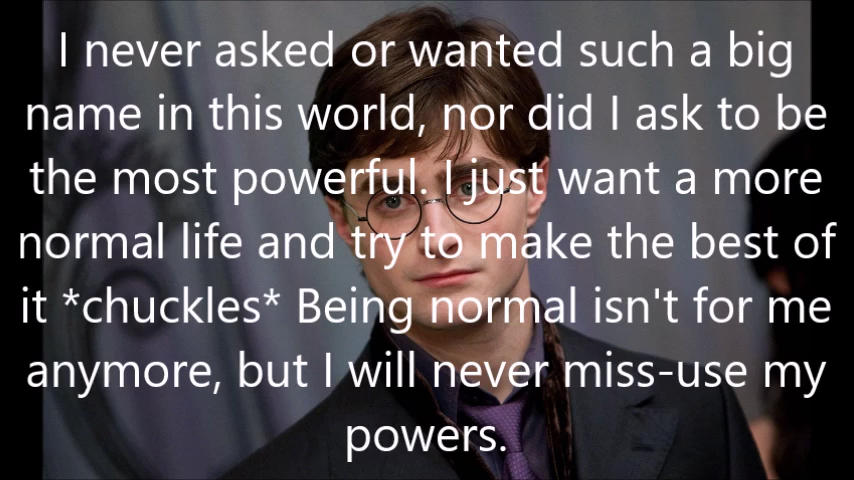 I never asked or wanted such a big
name in this world, nor did I ask to be
the most powerful. I just want a more
normal life and try to make the best of
it *chuckles* Being normal isn't for me
anymore, but I will never miss-use my
powers.